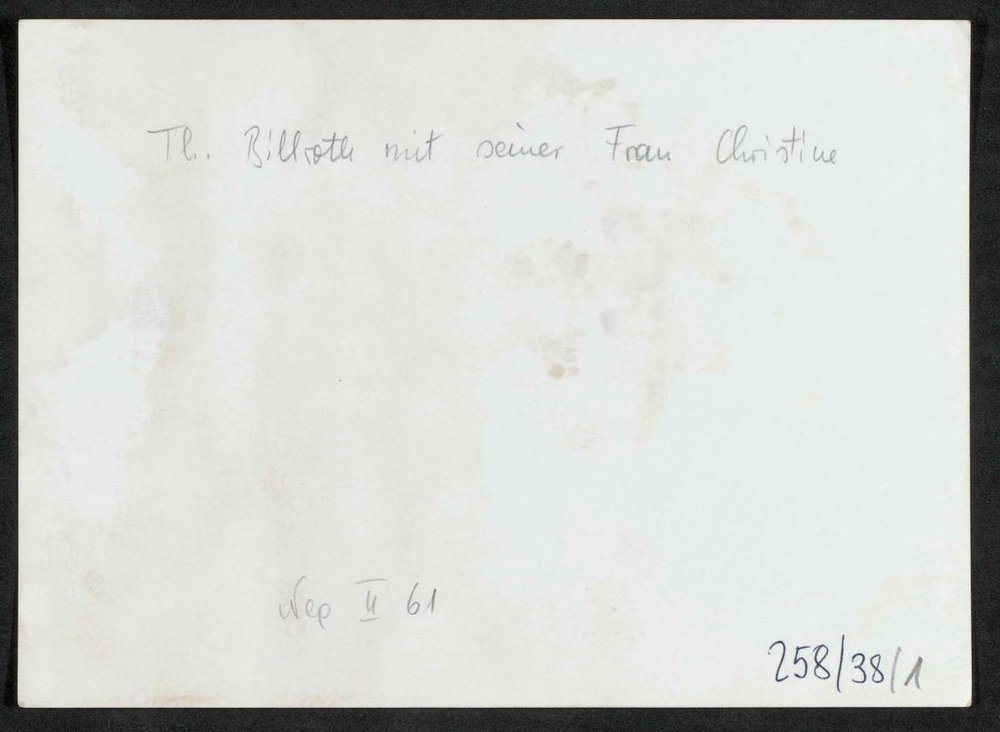 Th. Billroth mit seiner Frau Christine
Neg II 61
258/38/1